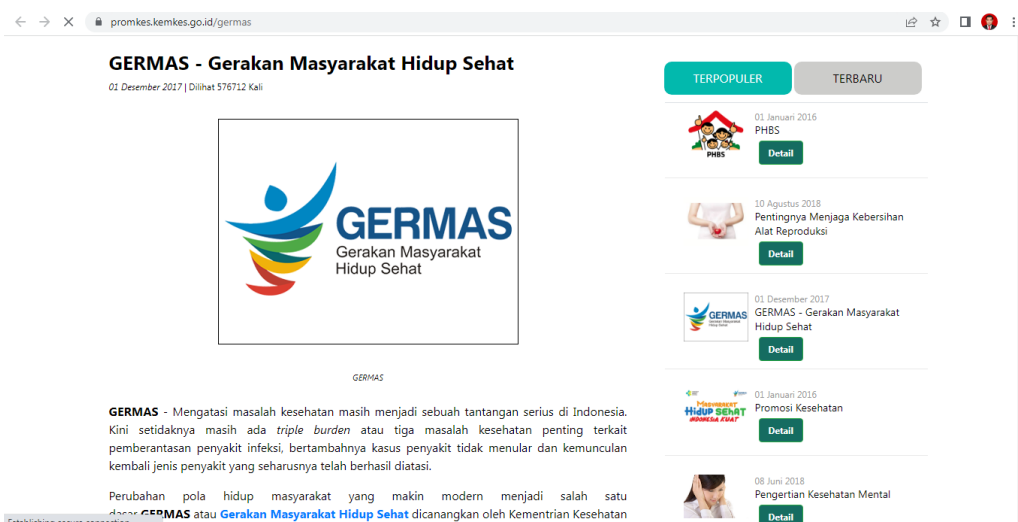 promkes.kemkes.go.id/germas
GERMAS - Gerakan Masyarakat Hidup Sehat
01 Desember 2017 | Dilihat 576712 Kali
GERMAS
Gerakan Masyarakat
Hidup Sehat
GERMAS
GERMAS - Mengatasi masalah kesehatan masih menjadi sebuah tantangan serius di Indonesia.
Kini setidaknya masih ada triple burden atau tiga masalah kesehatan penting terkait
pemberantasan penyakit infeksi, bertambahnya kasus penyakit tidak menular dan kemunculan
kembali jenis penyakit yang seharusnya telah berhasil diatasi.
Perubahan pola hidup masyarakat yang makin modern menjadi salah satu
dasar GERMAS atau Gerakan Masyarakat Hidup Sehat dicanangkan oleh Kementrian Kesehatan
TERPOPULER
TERBARU
PHBS
01 Januari 2016
PHBS
Detail
10 Agustus 2018
Pentingnya Menjaga Kebersihan
Alat Reproduksi
Detail
GERMAS
01 Desember 2017
GERMAS - Gerakan Masyarakat
Hidup Sehat
Detail
MASYARAKAT
HIDUP SEHAT
INDONESIA KUAT
01 Januari 2016
Promosi Kesehatan
Detail
08 Juni 2018
Pengertian Kesehatan Mental
Detail